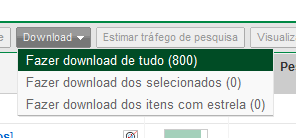 Download
Estimar tráfego de pesquisa
Visualiz
Fazer download de tudo (800)
Fazer download dos selecionados (0)
Fazer download dos itens com estrela (0)
Pe
os]